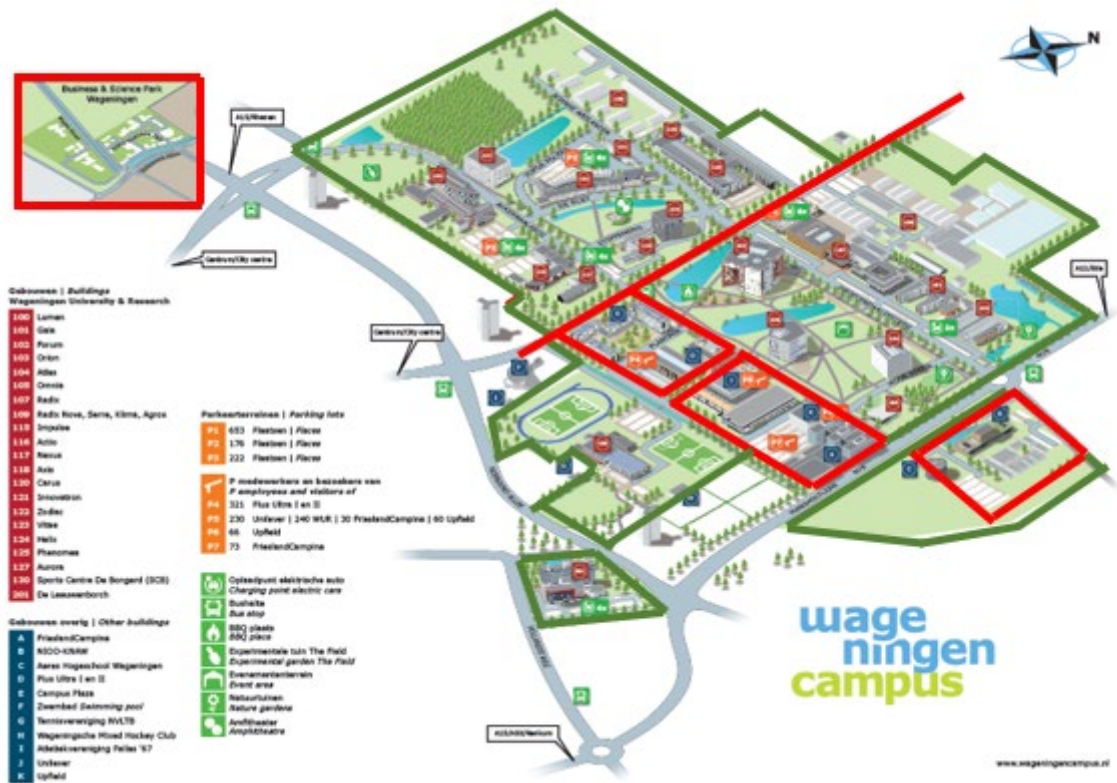 N
Business & Science Park
Wageningen
Centrum/City centre
Centrum/City centre
Gebouwen | Buildings
Wageningen University & Research
100 Lumen
101 Gaia
102 Forum
103 Orion
104 Atlas
105 Omnia
107 Radix
109 Radix Nova, Serre, Klima, Agros
115 Impulse
116 Actio
117 Nexus
118 Axis
120 Carus
121 Innovatron
122 Zodiac
123 Vitae
124 Helix
125 Phenomea
127 Aurora
130 Sports Centre De Bongerd (SCB)
201 De Leeuwenborch
Gebouwen overig | Other buildings
A FrieslandCampina
B NIOO-KNAW
C Aeres Hogeschool Wageningen
D Plus Ultra I en II
E Campus Plaza
F Zwembad Swimming pool
G Tennisvereniging NVLTB
H Wageningsche Mixed Hockey Club
I Atletiekvereniging Pallas '67
J Unilever
K Upfield
Parkeerterreinen | Parking lots
P1 653 Plaatsen | Places
P2 176 Plaatsen | Places
P3 222 Plaatsen | Places
P medewerkers en bezoekers van
P employees and visitors of
P4 321 Plus Ultra I en II
P5 230 Unilever | 240 WUR | 30 FrieslandCampina | 60 Upfield
P6 66 Upfield
P7 73 FrieslandCampina
Oplaadpunt elektrische auto
Charging point electric cars
Bushalte
Bus stop
BBQ plaats
BBQ place
Experimentele tuin The Field
Experimental garden The Field
Evenemententerrein
Event area
Natuurtuinen
Nature gardens
Amfitheater
Amphitheatre
wage
ningen
campus
www.wageningencampus.nl